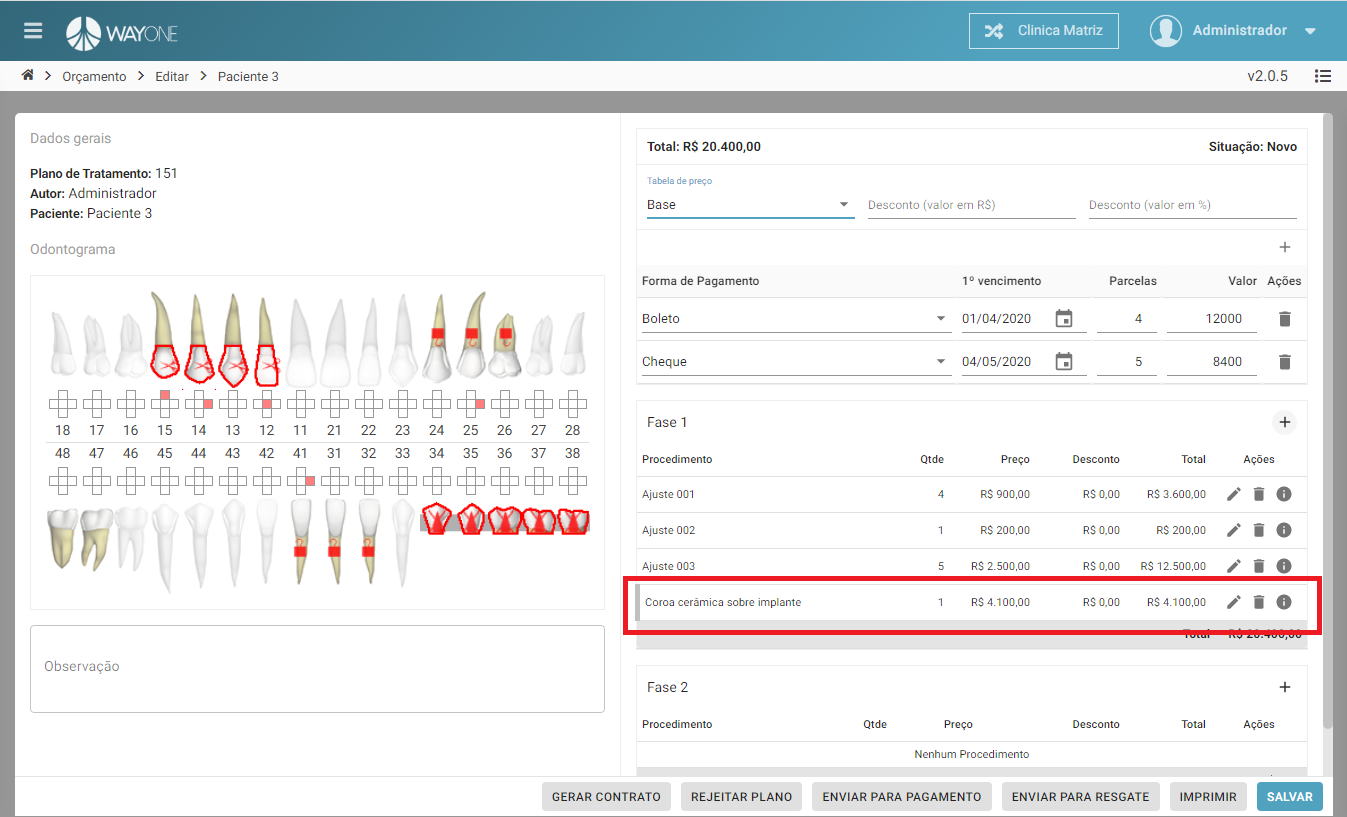 WAYONE
Clinica Matriz
Administrador
Orçamento > Editar > Paciente 3
v2.0.5
Dados gerais
Plano de Tratamento: 151
Autor: Administrador
Paciente: Paciente 3
Odontograma
18 17 16 15 14 13 12 11 21 22 23 24 25 26 27 28
48 47 46 45 44 43 42 41 31 32 33 34 35 36 37 38
Observação
Total: R$ 20.400,00 Situação: Novo
Tabela de preço
Base Desconto (valor em R$) Desconto (valor em %)
Forma de Pagamento 1º vencimento Parcelas Valor Ações
Boleto 01/04/2020 4 12000
Cheque 04/05/2020 5 8400
Fase 1
Procedimento Qtde Preço Desconto Total Ações
Ajuste 001 4 R$ 900,00 R$ 0,00 R$ 3.600,00
Ajuste 002 1 R$ 200,00 R$ 0,00 R$ 200,00
Ajuste 003 5 R$ 2.500,00 R$ 0,00 R$ 12.500,00
Coroa cerámica sobre implante 1 R$ 4.100,00 R$ 0,00 R$ 4.100,00
Total R$ 20.400,00
Fase 2
Procedimento Qtde Preço Desconto Total Ações
Nenhum Procedimento
GERAR CONTRATO REJEITAR PLANO ENVIAR PARA PAGAMENTO ENVIAR PARA RESGATE IMPRIMIR SALVAR